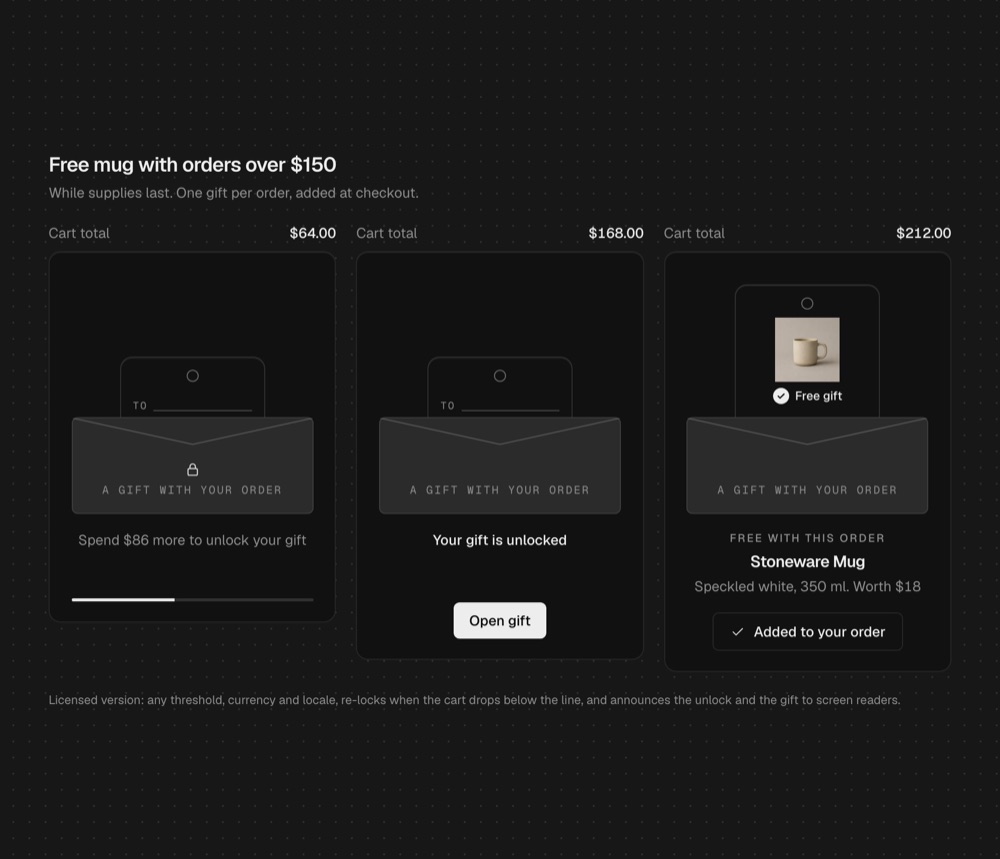 Free mug with orders over $150
While supplies last. One gift per order, added at checkout.
Cart total $64.00
TO
A GIFT WITH YOUR ORDER
Spend $86 more to unlock your gift
Cart total $168.00
TO
A GIFT WITH YOUR ORDER
Your gift is unlocked
Open gift
Cart total $212.00
Free gift
A GIFT WITH YOUR ORDER
FREE WITH THIS ORDER
Stoneware Mug
Speckled white, 350 ml. Worth $18
Added to your order
Licensed version: any threshold, currency and locale, re-locks when the cart drops below the line, and announces the unlock and the gift to screen readers.